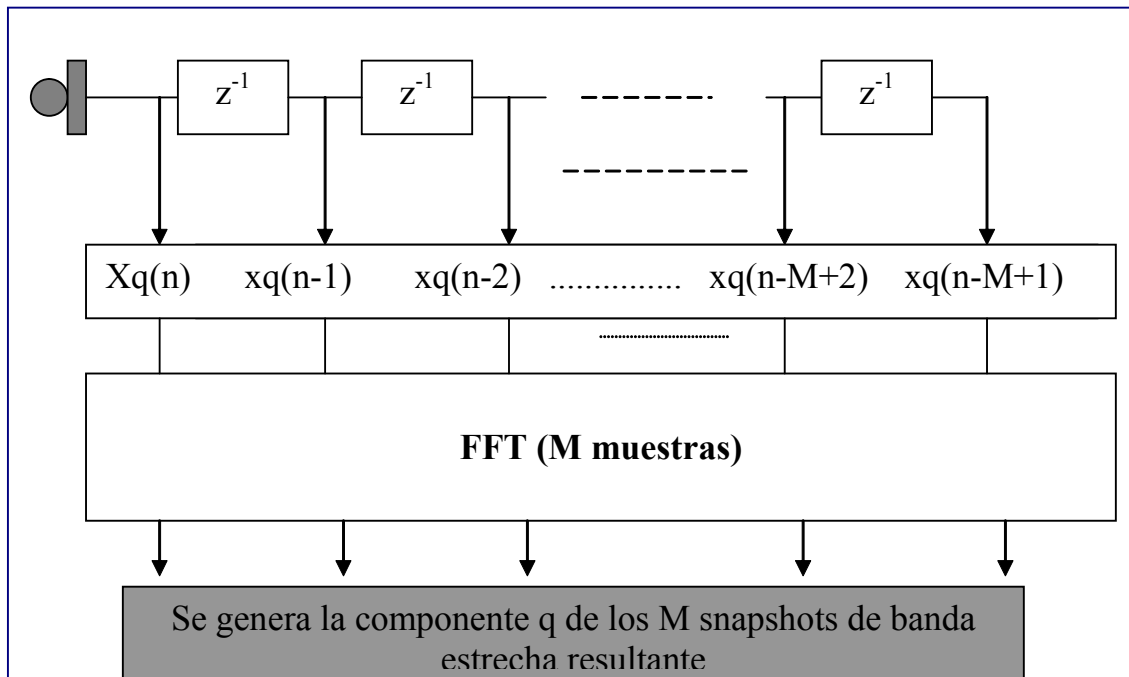 z-1 z-1 z-1
Xq(n) xq(n-1) xq(n-2) ............... xq(n-M+2) xq(n-M+1)
FFT (M muestras)
Se genera la componente q de los M snapshots de banda
estrecha resultante